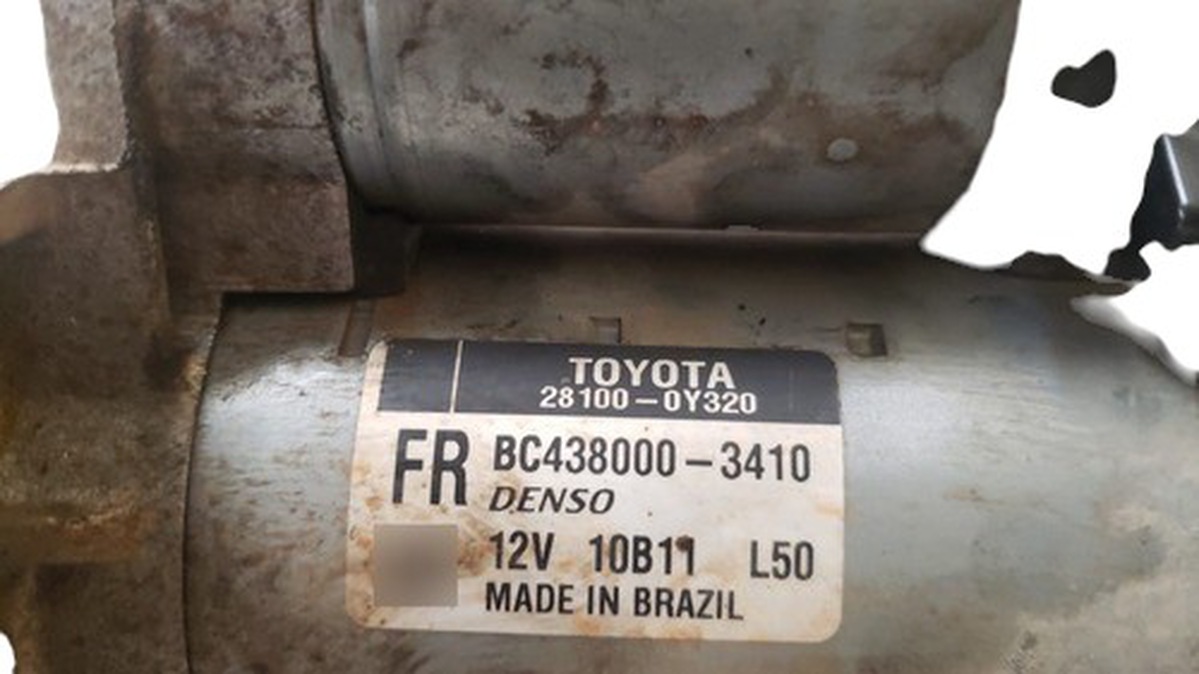 TOYOTA
28100-0Y320
FR BC438000-3410
DENSO
12V 10B11 L50
MADE IN BRAZIL